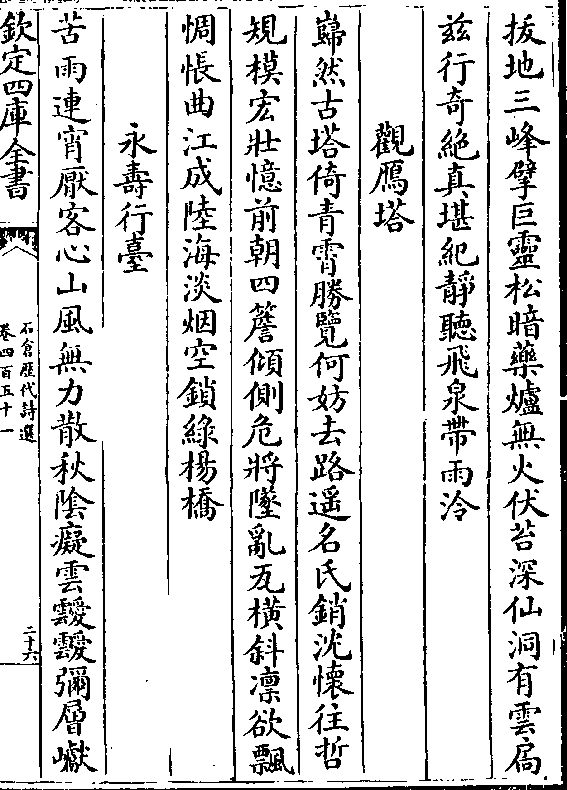 拔地三峰擘巨靈松暗藥爐無火伏苔深仙洞有雲扃
兹行奇絶真堪紀靜聽飛泉帶雨泠
觀鴈塔
巋然古塔倚青霄勝覽何妨去路遥名氏銷沈懷往哲
規模宏壯憶前朝四簷傾側危將墜亂瓦横斜凛欲飄
惆悵曲江成陸海淡烟空鎖緑楊橋
永壽行臺
苦雨連宵厭客心山風無力散秋陰癡雲靉靉彌層巘
欽定四庫全書
石倉歷代詩選
卷四百五十一
二十六